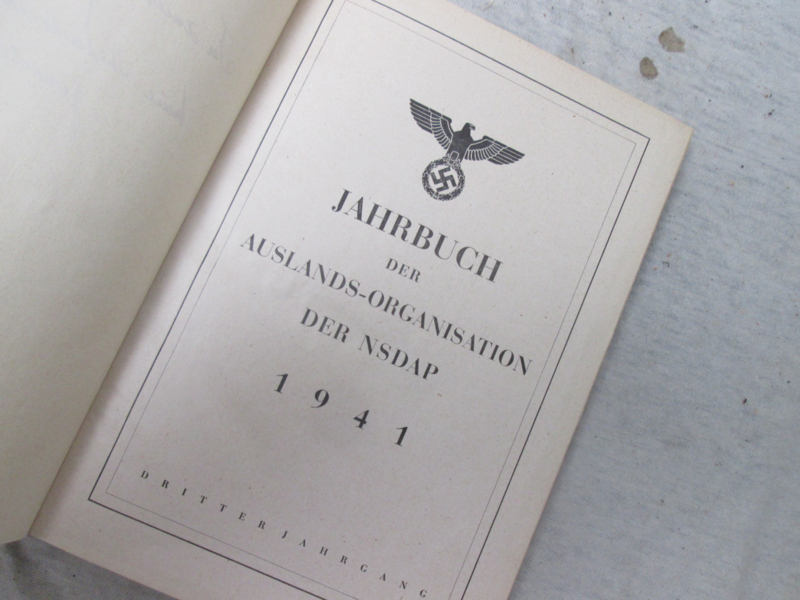 JAHRBUCH
DER
AUSLANDS-ORGANISATION
DER NSDAP
1941
DRITTER JAHRGANG